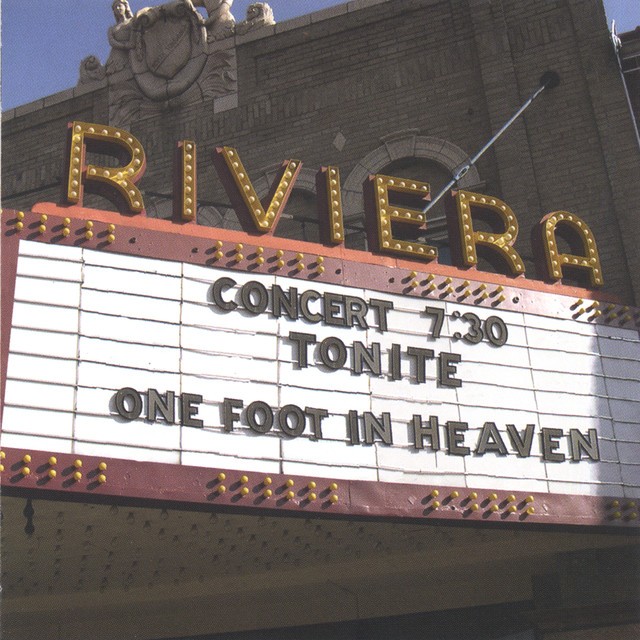 RIVIERA
CONCERT 7:30
TONITE
ONE FOOT IN HEAVEN